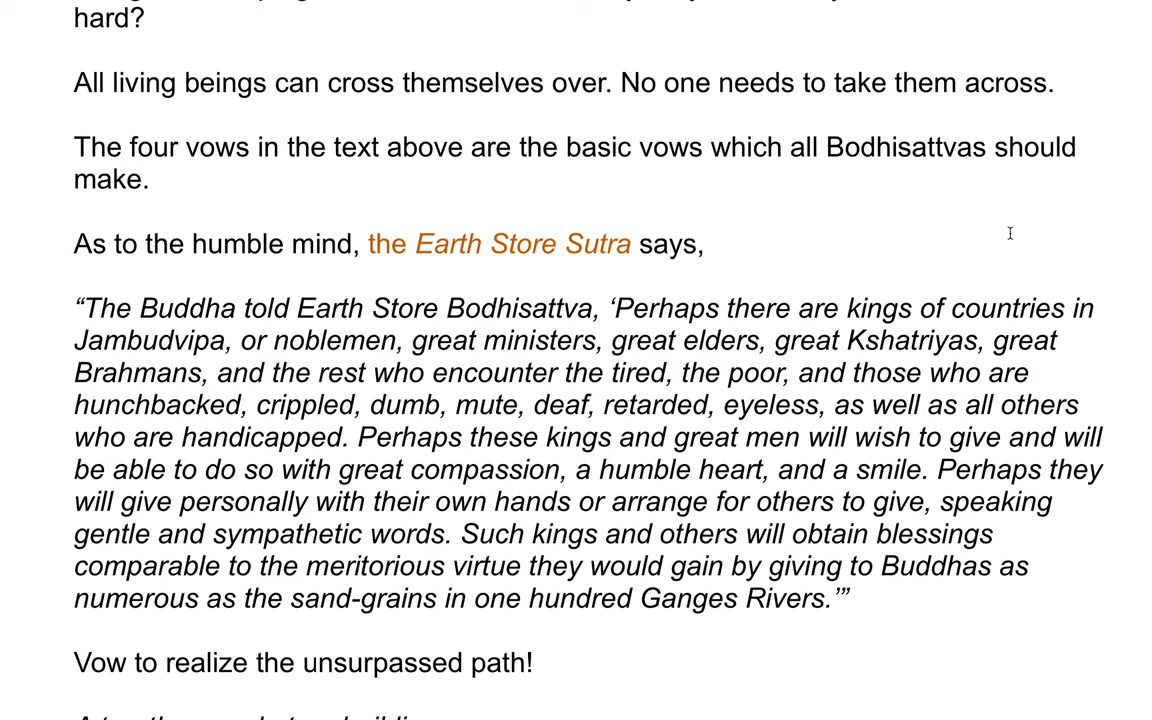 hard?
All living beings can cross themselves over. No one needs to take them across.
The four vows in the text above are the basic vows which all Bodhisattvas should
make.
As to the humble mind, the Earth Store Sutra says,
“The Buddha told Earth Store Bodhisattva, ‘Perhaps there are kings of countries in
Jambudvipa, or noblemen, great ministers, great elders, great Kshatriyas, great
Brahmans, and the rest who encounter the tired, the poor, and those who are
hunchbacked, crippled, dumb, mute, deaf, retarded, eyeless, as well as all others
who are handicapped. Perhaps these kings and great men will wish to give and will
be able to do so with great compassion, a humble heart, and a smile. Perhaps they
will give personally with their own hands or arrange for others to give, speaking
gentle and sympathetic words. Such kings and others will obtain blessings
comparable to the meritorious virtue they would gain by giving to Buddhas as
numerous as the sand-grains in one hundred Ganges Rivers.’”
Vow to realize the unsurpassed path!